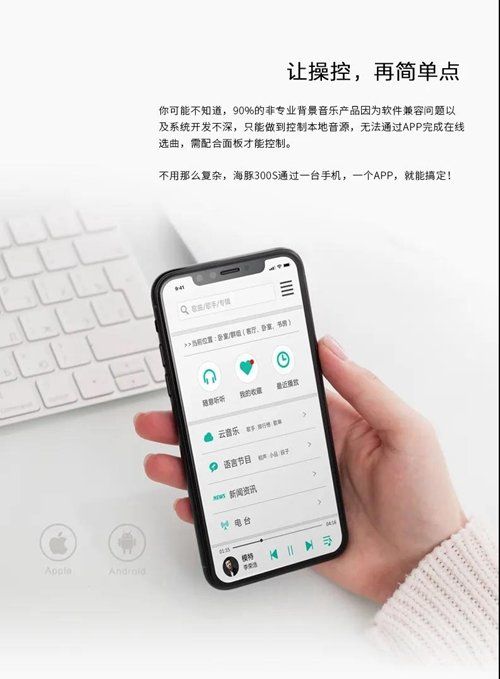 让操控，再简单点
你可能不知道，90%的非专业背景音乐产品因为软件兼容问题以
及系统开发不深，只能做到控制本地音源，无法通过APP完成在线
选曲，需配合面板才能控制。
不用那么复杂，海豚300S通过一台手机，一个APP，就能搞定！
9:41
歌曲/歌手/专辑
>>当前位置：卧室/群组（客厅、卧室、书房）
随意听听 我的收藏 最近播放
云音乐 歌手 排行榜 歌单
语言节目 相声 小品 段子
NEWS 新闻资讯
电台
01:35 04:16
模特
李荣浩
Apple Android